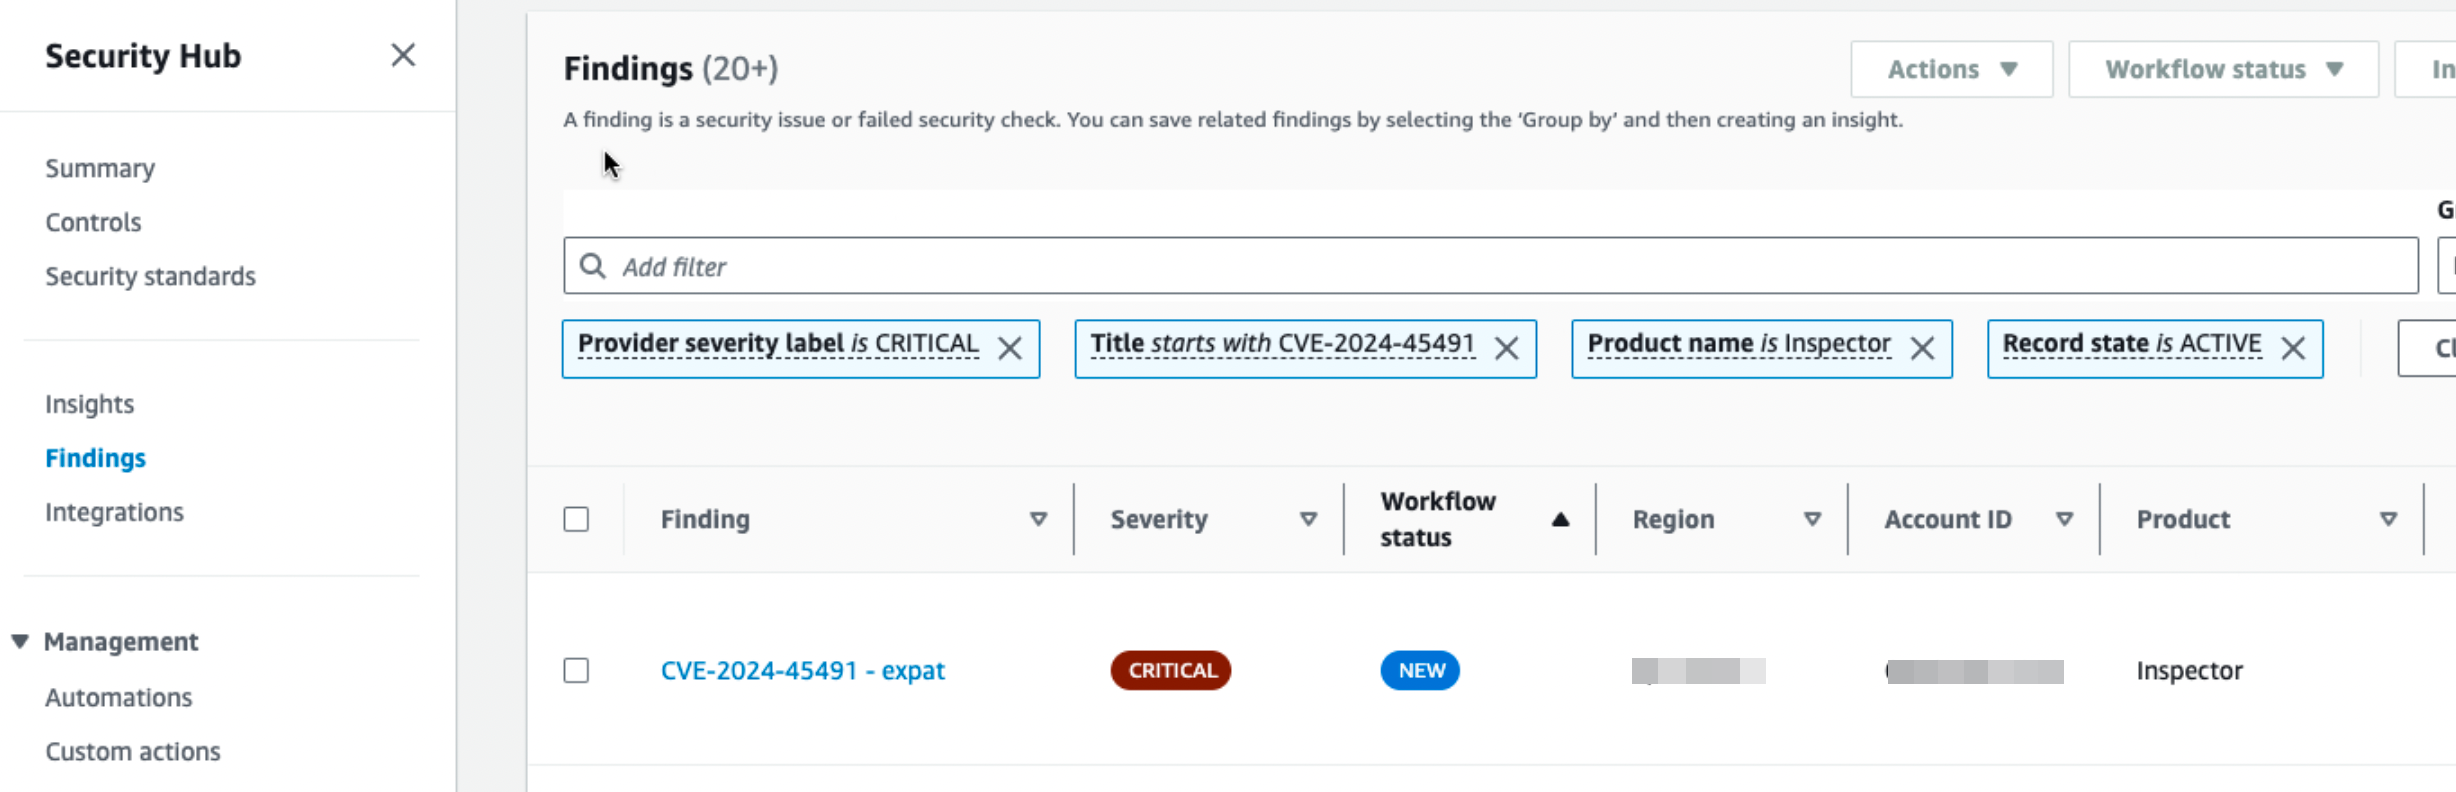 Security Hub
Summary
Controls
Security standards
Insights
Findings
Integrations
Management
Automations
Custom actions
Findings (20+)
Actions
Workflow status
In
A finding is a security issue or failed security check. You can save related findings by selecting the ‘Group by’ and then creating an insight.
G
Add filter
Provider severity label is CRITICAL
Title starts with CVE-2024-45491
Product name is Inspector
Record state is ACTIVE
Cl
Finding
Severity
Workflow
status
Region
Account ID
Product
CVE-2024-45491 - expat
CRITICAL
NEW
Inspector